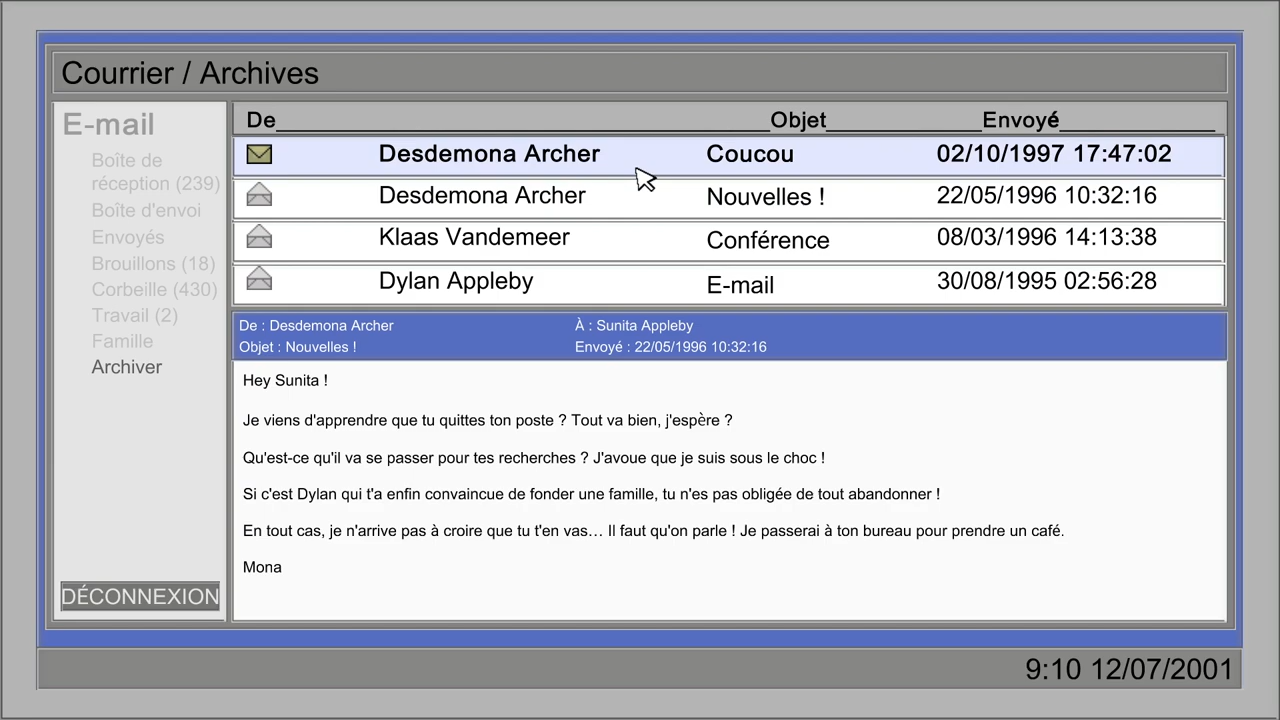 Courrier / Archives
E-mail
Boîte de
réception (239)
Boîte d'envoi
Envoyés
Brouillons (18)
Corbeille (430)
Travail (2)
Famille
Archiver
DÉCONNEXION
De Objet Envoyé
Desdemona Archer Coucou 02/10/1997 17:47:02
Desdemona Archer Nouvelles ! 22/05/1996 10:32:16
Klaas Vandemeer Conférence 08/03/1996 14:13:38
Dylan Appleby E-mail 30/08/1995 02:56:28
De : Desdemona Archer À : Sunita Appleby
Objet : Nouvelles ! Envoyé : 22/05/1996 10:32:16
Hey Sunita !
Je viens d'apprendre que tu quittes ton poste ? Tout va bien, j'espère ?
Qu'est-ce qu'il va se passer pour tes recherches ? J'avoue que je suis sous le choc !
Si c'est Dylan qui t'a enfin convaincue de fonder une famille, tu n'es pas obligée de tout abandonner !
En tout cas, je n'arrive pas à croire que tu t'en vas… Il faut qu'on parle ! Je passerai à ton bureau pour prendre un café.
Mona
9:10 12/07/2001